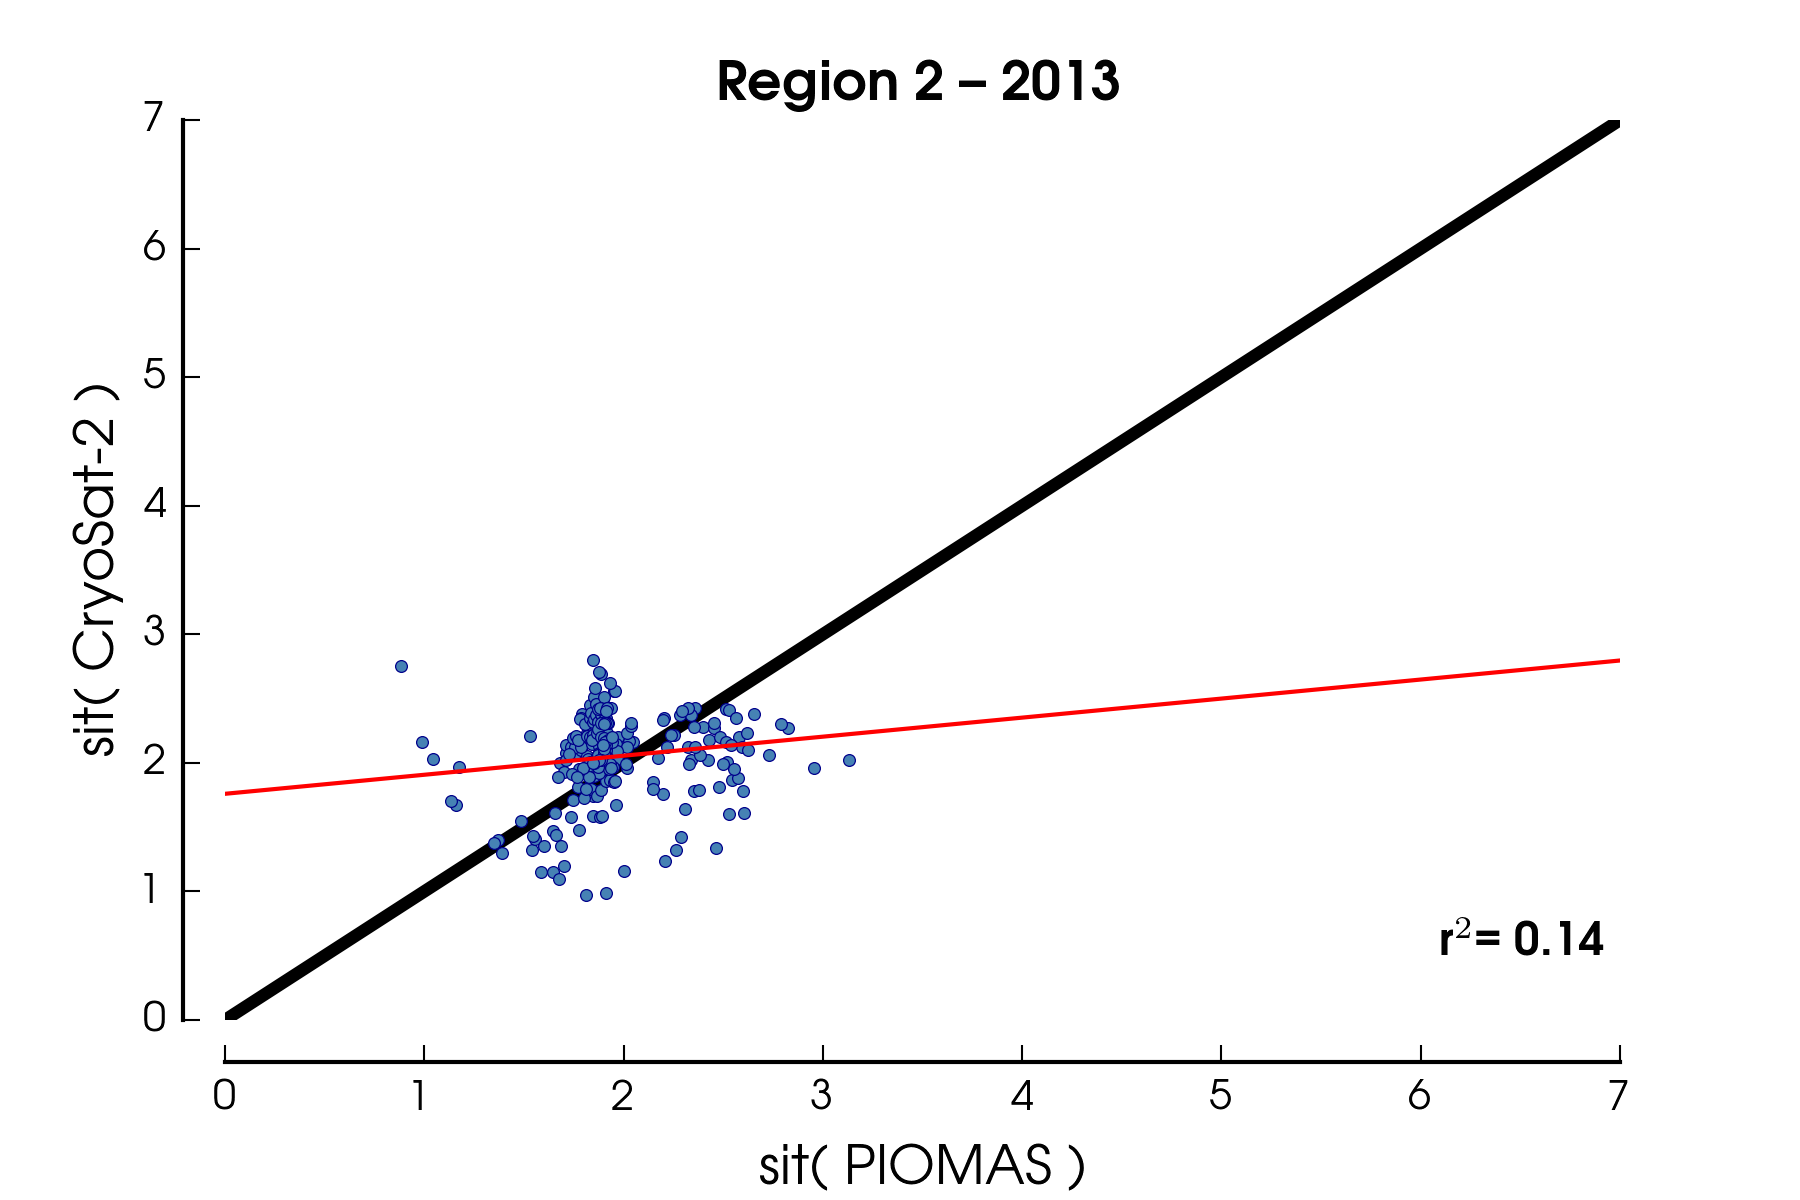 Region 2 – 2013
7
6
5
4
3
2
1
0
sit( CryoSat-2 )
r²= 0.14
0 1 2 3 4 5 6 7
sit( PIOMAS )